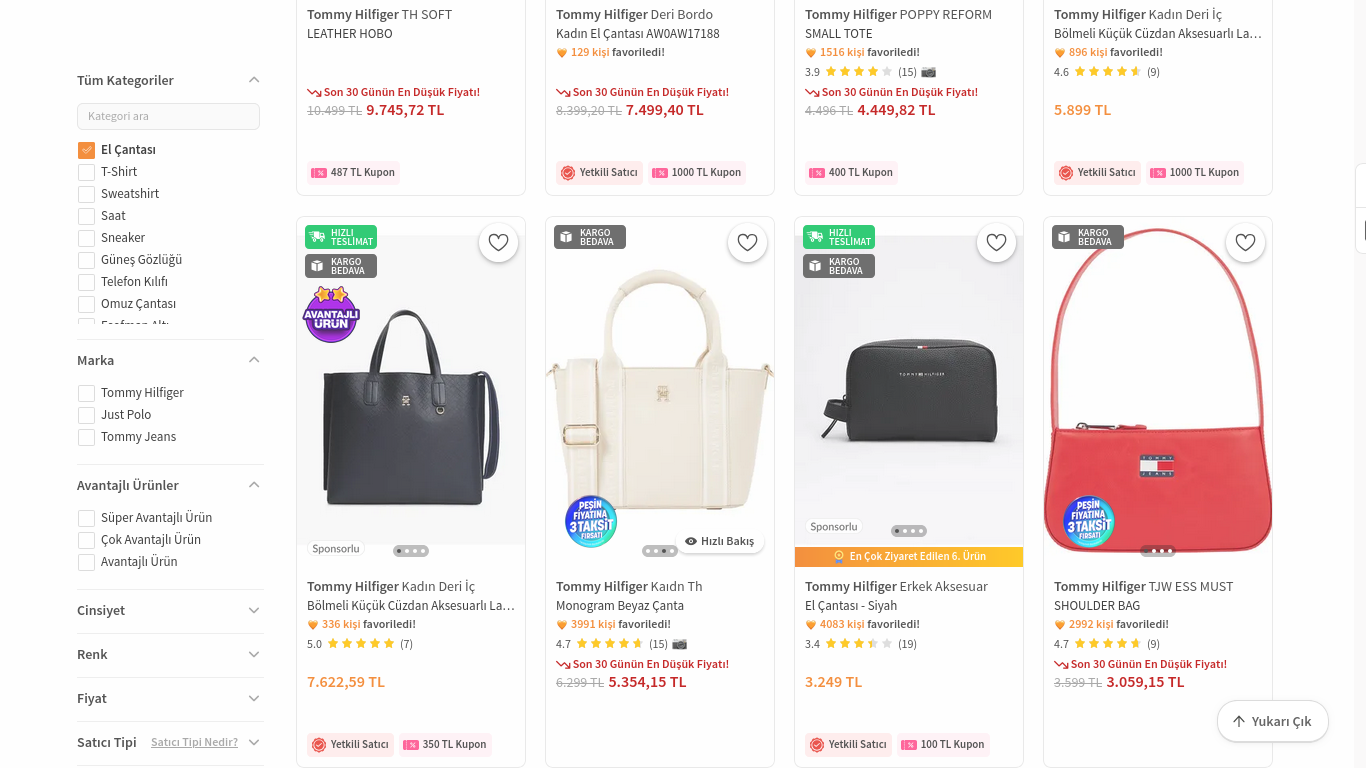 Tüm Kategoriler
Kategori ara
El Çantası
T-Shirt
Sweatshirt
Saat
Sneaker
Güneş Gözlüğü
Telefon Kılıfı
Omuz Çantası
Marka
Tommy Hilfiger
Just Polo
Tommy Jeans
Avantajlı Ürünler
Süper Avantajlı Ürün
Çok Avantajlı Ürün
Avantajlı Ürün
Cinsiyet
Renk
Fiyat
Satıcı Tipi Satıcı Tipi Nedir?
Tommy Hilfiger TH SOFT
LEATHER HOBO
Son 30 Günün En Düşük Fiyatı!
10.499 TL 9.745,72 TL
487 TL Kupon
Tommy Hilfiger Deri Bordo
Kadın El Çantası AW0AW17188
129 kişi favoriledi!
Son 30 Günün En Düşük Fiyatı!
8.399,20 TL 7.499,40 TL
Yetkili Satıcı 1000 TL Kupon
Tommy Hilfiger POPPY REFORM
SMALL TOTE
1516 kişi favoriledi!
3.9 (15)
Son 30 Günün En Düşük Fiyatı!
4.496 TL 4.449,82 TL
400 TL Kupon
Tommy Hilfiger Kadın Deri İç
Bölmeli Küçük Cüzdan Aksesuarlı La...
896 kişi favoriledi!
4.6 (9)
5.899 TL
Yetkili Satıcı 1000 TL Kupon
HIZLI
TESLİMAT
KARGO
BEDAVA
AVANTAJLI
ÜRÜN
Sponsorlu
Tommy Hilfiger Kadın Deri İç
Bölmeli Küçük Cüzdan Aksesuarlı La...
336 kişi favoriledi!
5.0 (7)
7.622,59 TL
Yetkili Satıcı 350 TL Kupon
KARGO
BEDAVA
PEŞİN
FİYATINA
3 TAKSİT
FIRSATI
Hızlı Bakış
Tommy Hilfiger Kaıdn Th
Monogram Beyaz Çanta
3991 kişi favoriledi!
4.7 (15)
Son 30 Günün En Düşük Fiyatı!
6.299 TL 5.354,15 TL
HIZLI
TESLİMAT
KARGO
BEDAVA
TOMMY HILFIGER
Sponsorlu
En Çok Ziyaret Edilen 6. Ürün
Tommy Hilfiger Erkek Aksesuar
El Çantası - Siyah
4083 kişi favoriledi!
3.4 (19)
3.249 TL
Yetkili Satıcı 100 TL Kupon
KARGO
BEDAVA
TOMMY
JEANS
PEŞİN
FİYATINA
3 TAKSİT
FIRSATI
Tommy Hilfiger TJW ESS MUST
SHOULDER BAG
2992 kişi favoriledi!
4.7 (9)
Son 30 Günün En Düşük Fiyatı!
3.599 TL 3.059,15 TL
Yukarı Çık